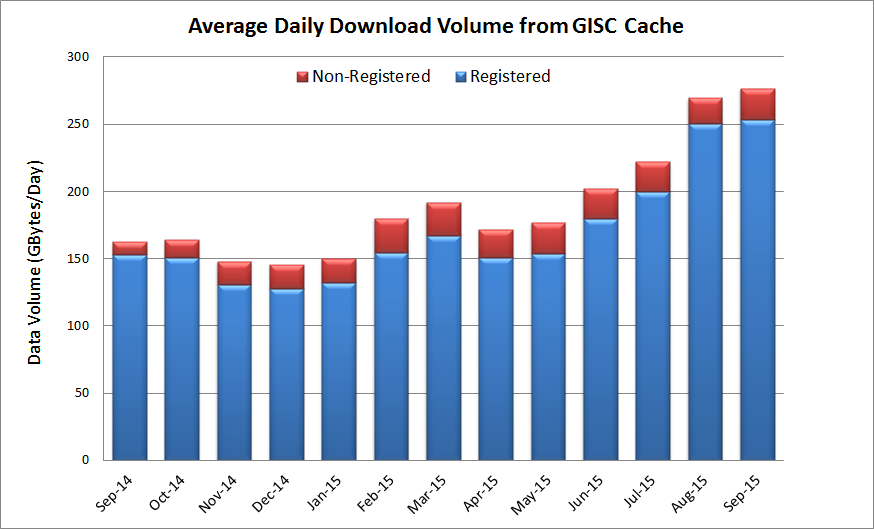 Average Daily Download Volume from GISC Cache
Non-Registered Registered
Data Volume (GBytes/Day)
300
250
200
150
100
50
0
Sep-14 Oct-14 Nov-14 Dec-14 Jan-15 Feb-15 Mar-15 Apr-15 May-15 Jun-15 Jul-15 Aug-15 Sep-15